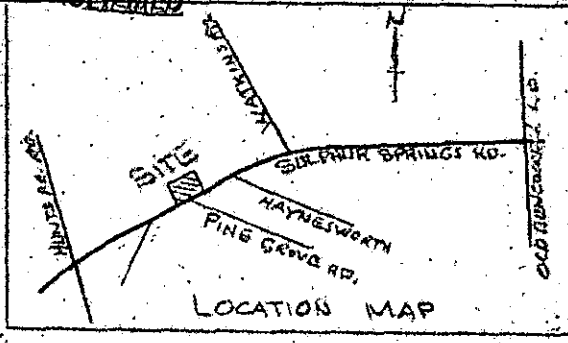 N
WATKINS RD.
SULPHUR SPRINGS RD.
SITE
HAYNESWORTH
PINE GROVE RD.
LOCATION MAP